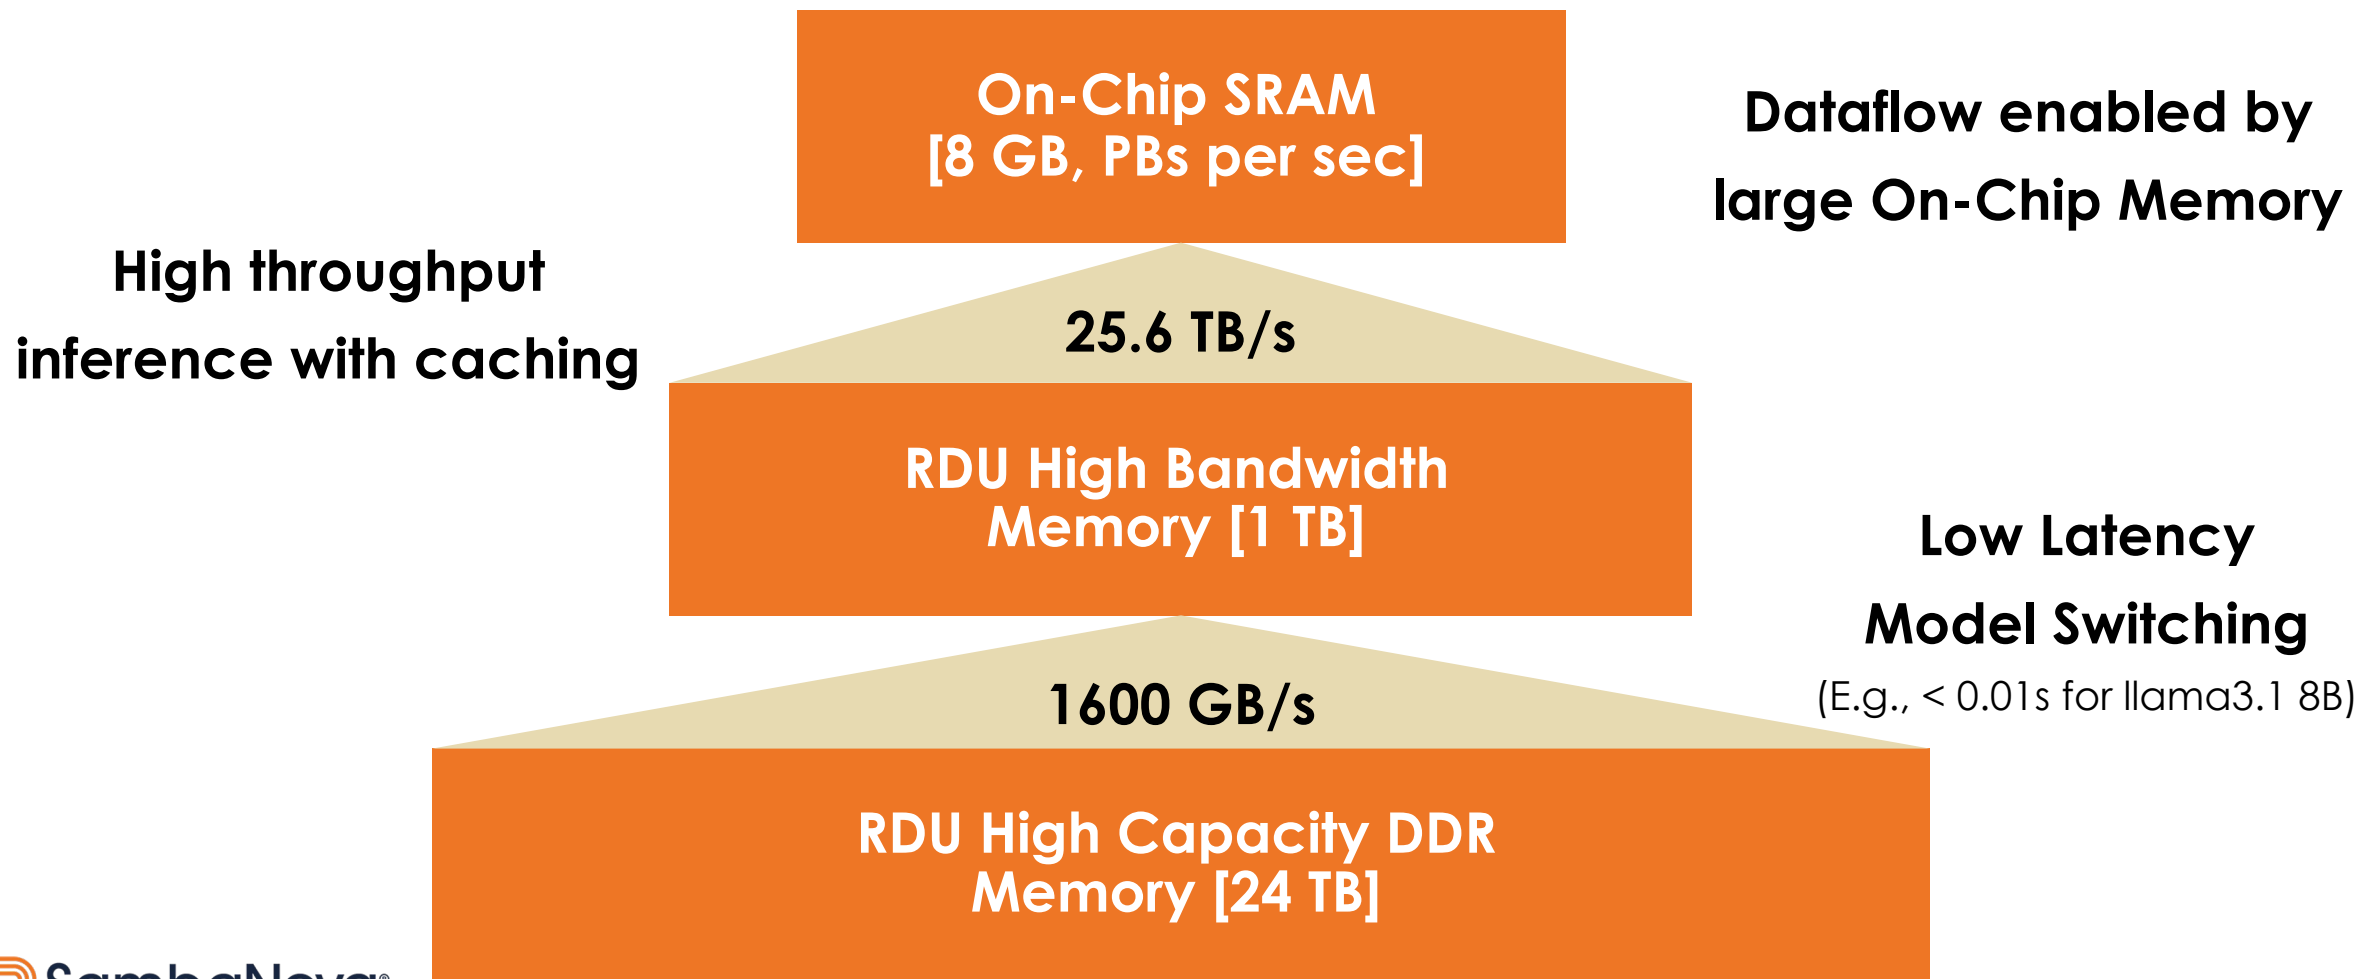 On-Chip SRAM
[8 GB, PBs per sec]
Dataflow enabled by
large On-Chip Memory
High throughput
inference with caching
25.6 TB/s
RDU High Bandwidth
Memory [1 TB]
Low Latency
Model Switching
(E.g., < 0.01s for llama3.1 8B)
1600 GB/s
RDU High Capacity DDR
Memory [24 TB]
SambaNova®